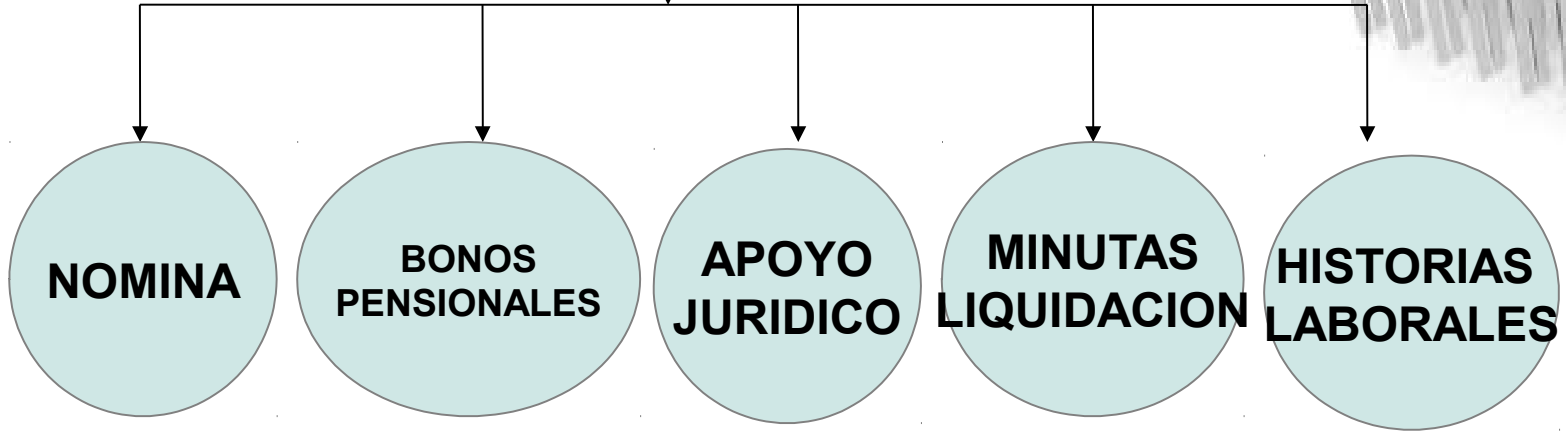 NOMINA
BONOS
PENSIONALES
APOYO
JURIDICO
MINUTAS
LIQUIDACION
HISTORIAS
LABORALES